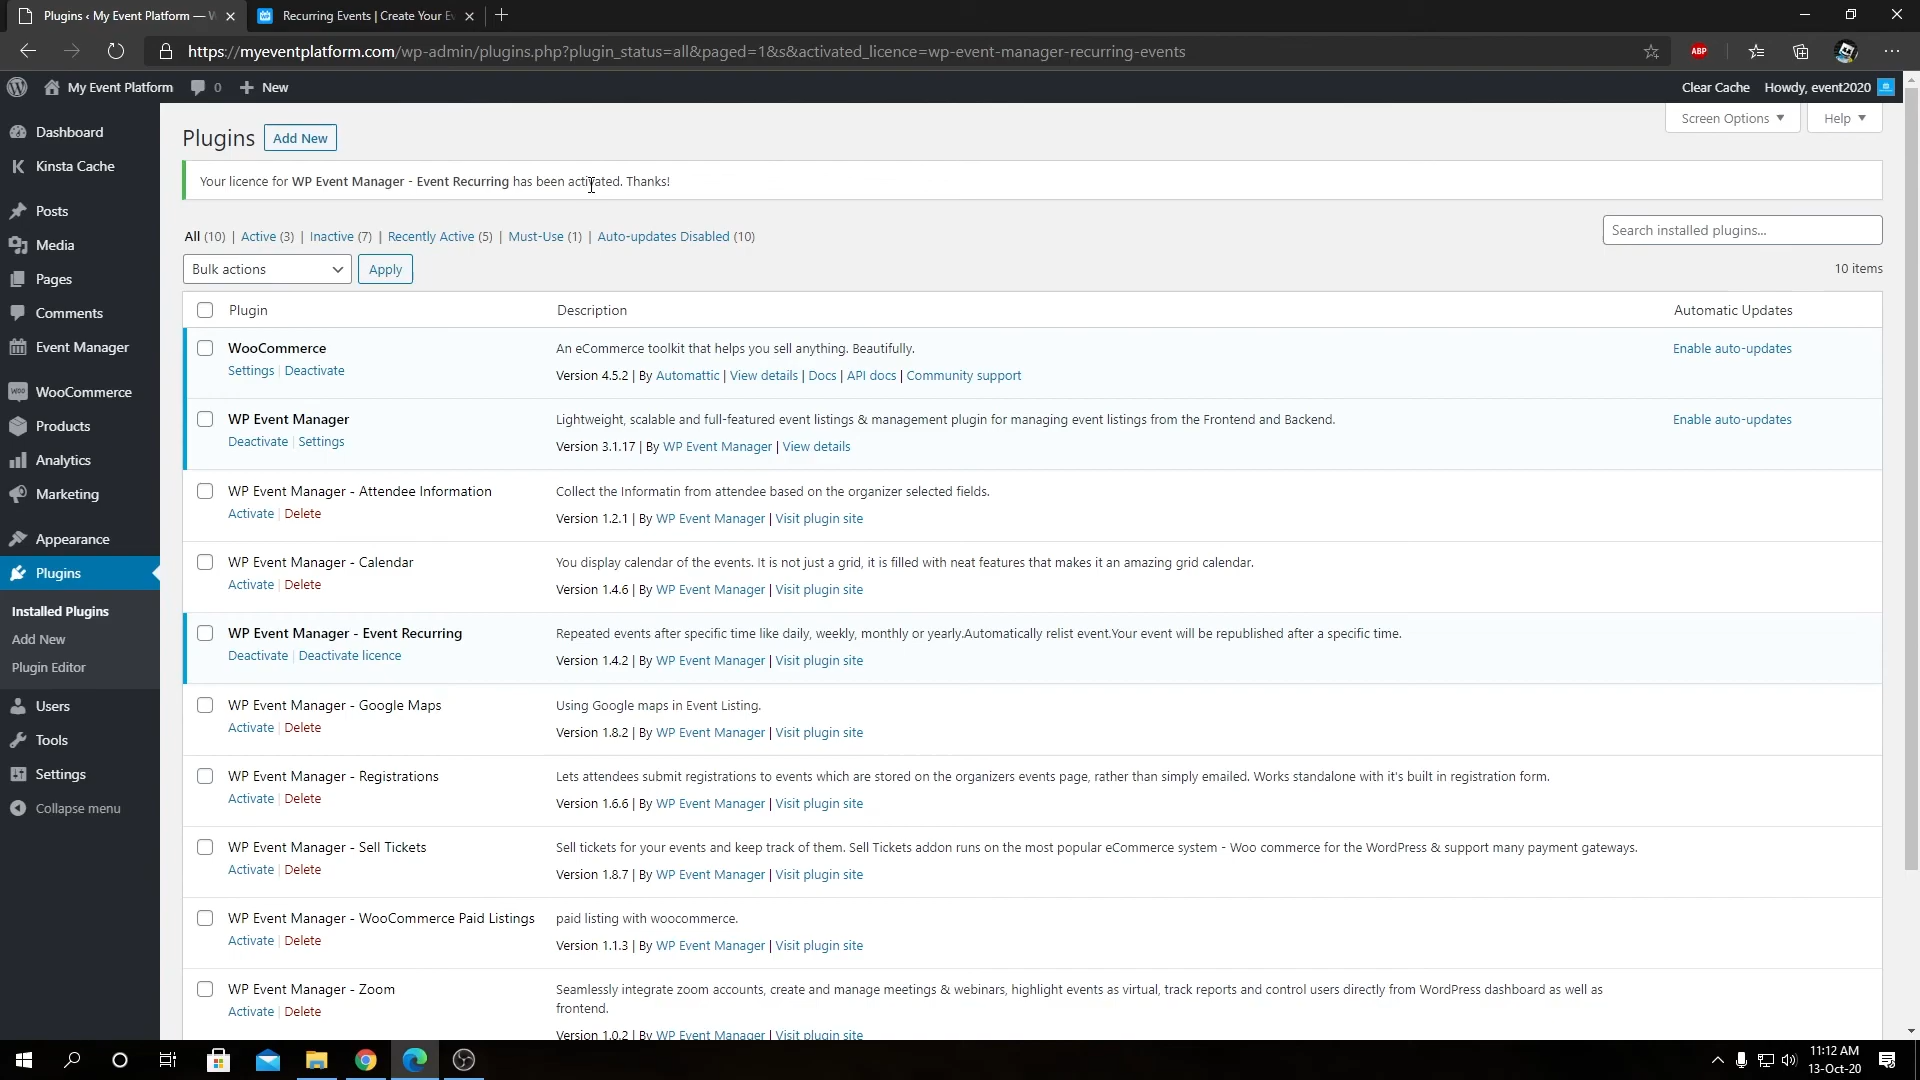 Plugins ‹ My Event Platform — W
Recurring Events | Create Your Ev
https://myeventplatform.com/wp-admin/plugins.php?plugin_status=all&paged=1&s&activated_licence=wp-event-manager-recurring-events
ABP
My Event Platform
0
New
Clear Cache
Howdy, event2020
Dashboard
Kinsta Cache
Posts
Media
Pages
Comments
Event Manager
WooCommerce
Products
Analytics
Marketing
Appearance
Plugins
Installed Plugins
Add New
Plugin Editor
Users
Tools
Settings
Collapse menu
Screen Options
Help
Plugins
Add New
Your licence for WP Event Manager - Event Recurring has been activated. Thanks!
All (10) | Active (3) | Inactive (7) | Recently Active (5) | Must-Use (1) | Auto-updates Disabled (10)
Search installed plugins...
Bulk actions
Apply
10 items
Plugin Description Automatic Updates
WooCommerce
Settings | Deactivate
An eCommerce toolkit that helps you sell anything. Beautifully.
Version 4.5.2 | By Automattic | View details | Docs | API docs | Community support
Enable auto-updates
WP Event Manager
Deactivate | Settings
Lightweight, scalable and full-featured event listings & management plugin for managing event listings from the Frontend and Backend.
Version 3.1.17 | By WP Event Manager | View details
Enable auto-updates
WP Event Manager - Attendee Information
Activate | Delete
Collect the Informatin from attendee based on the organizer selected fields.
Version 1.2.1 | By WP Event Manager | Visit plugin site
WP Event Manager - Calendar
Activate | Delete
You display calendar of the events. It is not just a grid, it is filled with neat features that makes it an amazing grid calendar.
Version 1.4.6 | By WP Event Manager | Visit plugin site
WP Event Manager - Event Recurring
Deactivate | Deactivate licence
Repeated events after specific time like daily, weekly, monthly or yearly.Automatically relist event.Your event will be republished after a specific time.
Version 1.4.2 | By WP Event Manager | Visit plugin site
WP Event Manager - Google Maps
Activate | Delete
Using Google maps in Event Listing.
Version 1.8.2 | By WP Event Manager | Visit plugin site
WP Event Manager - Registrations
Activate | Delete
Lets attendees submit registrations to events which are stored on the organizers events page, rather than simply emailed. Works standalone with it's built in registration form.
Version 1.6.6 | By WP Event Manager | Visit plugin site
WP Event Manager - Sell Tickets
Activate | Delete
Sell tickets for your events and keep track of them. Sell Tickets addon runs on the most popular eCommerce system - Woo commerce for the WordPress & support many payment gateways.
Version 1.8.7 | By WP Event Manager | Visit plugin site
WP Event Manager - WooCommerce Paid Listings
Activate | Delete
paid listing with woocommerce.
Version 1.1.3 | By WP Event Manager | Visit plugin site
WP Event Manager - Zoom
Activate | Delete
Seamlessly integrate zoom accounts, create and manage meetings & webinars, highlight events as virtual, track reports and control users directly from WordPress dashboard as well as
frontend.
Version 1.0.2 | By WP Event Manager | Visit plugin site
11:12 AM
13-Oct-20